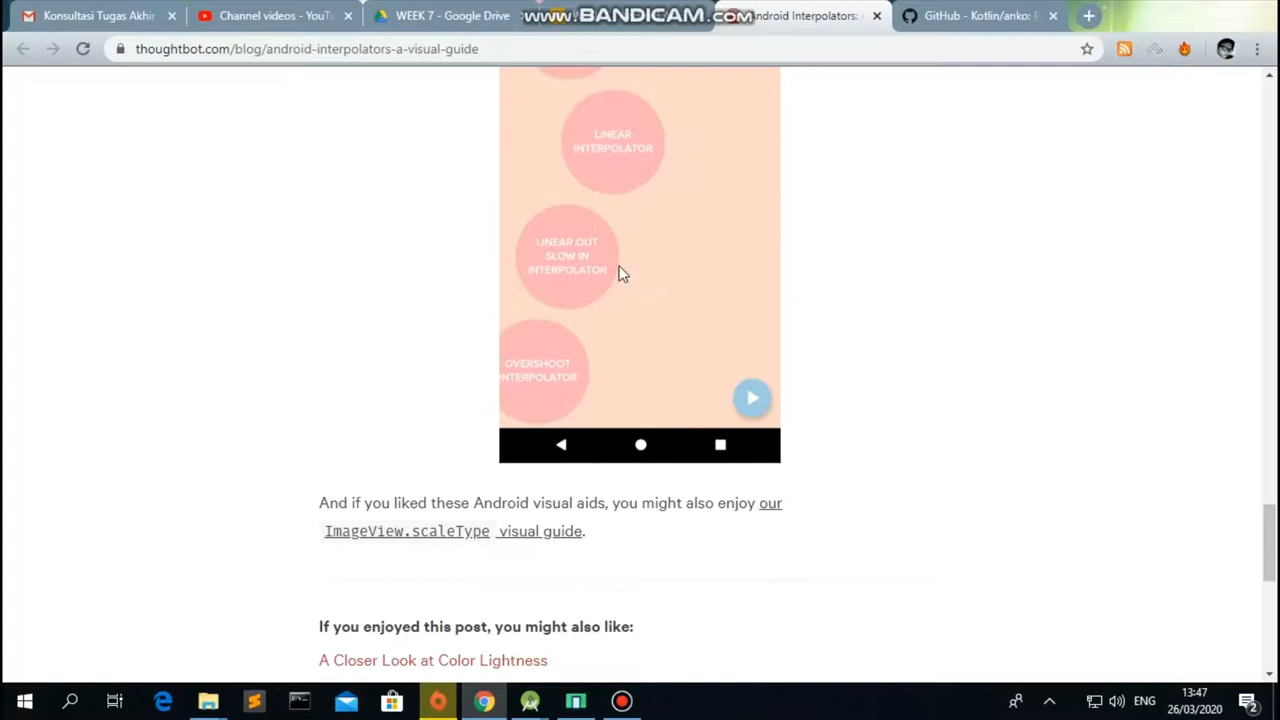 Konsultasi Tugas Akhir
Channel videos - YouT
WEEK 7 - Google Drive
www.BANDICAM.com
Android Interpolators:
GitHub - Kotlin/anko: P
thoughtbot.com/blog/android-interpolators-a-visual-guide
LINEAR
INTERPOLATOR
LINEAR OUT
SLOW IN
INTERPOLATOR
OVERSHOOT
INTERPOLATOR
And if you liked these Android visual aids, you might also enjoy our
ImageView.scaleType visual guide.
If you enjoyed this post, you might also like:
A Closer Look at Color Lightness
ENG
13:47
26/03/2020
2